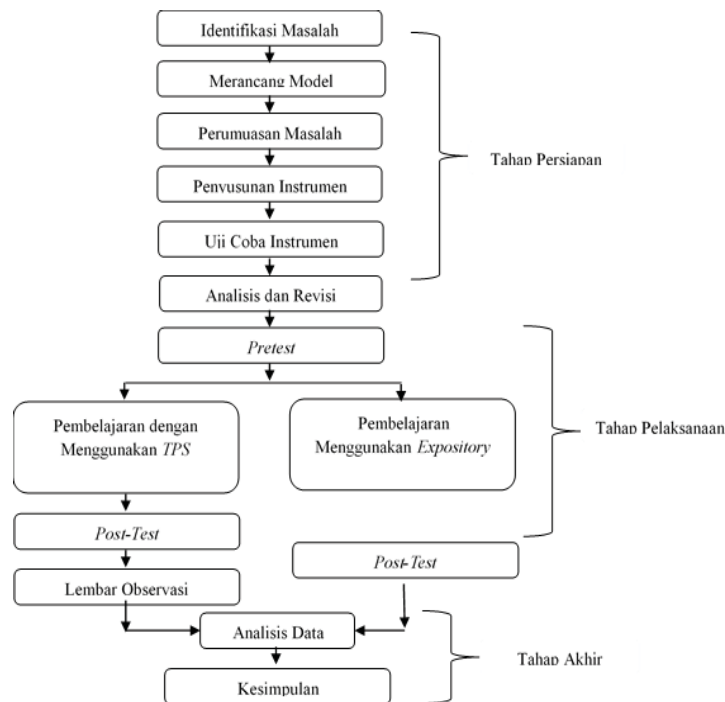 Identifikasi Masalah
Merancang Model
Perumuasan Masalah
Penyusunan Instrumen
Uji Coba Instrumen
Analisis dan Revisi
Tahap Persiapan
Pretest
Pembelajaran dengan
Menggunakan TPS
Pembelajaran
Menggunakan Expository
Tahap Pelaksanaan
Post-Test
Post-Test
Lembar Observasi
Analisis Data
Kesimpulan
Tahap Akhir